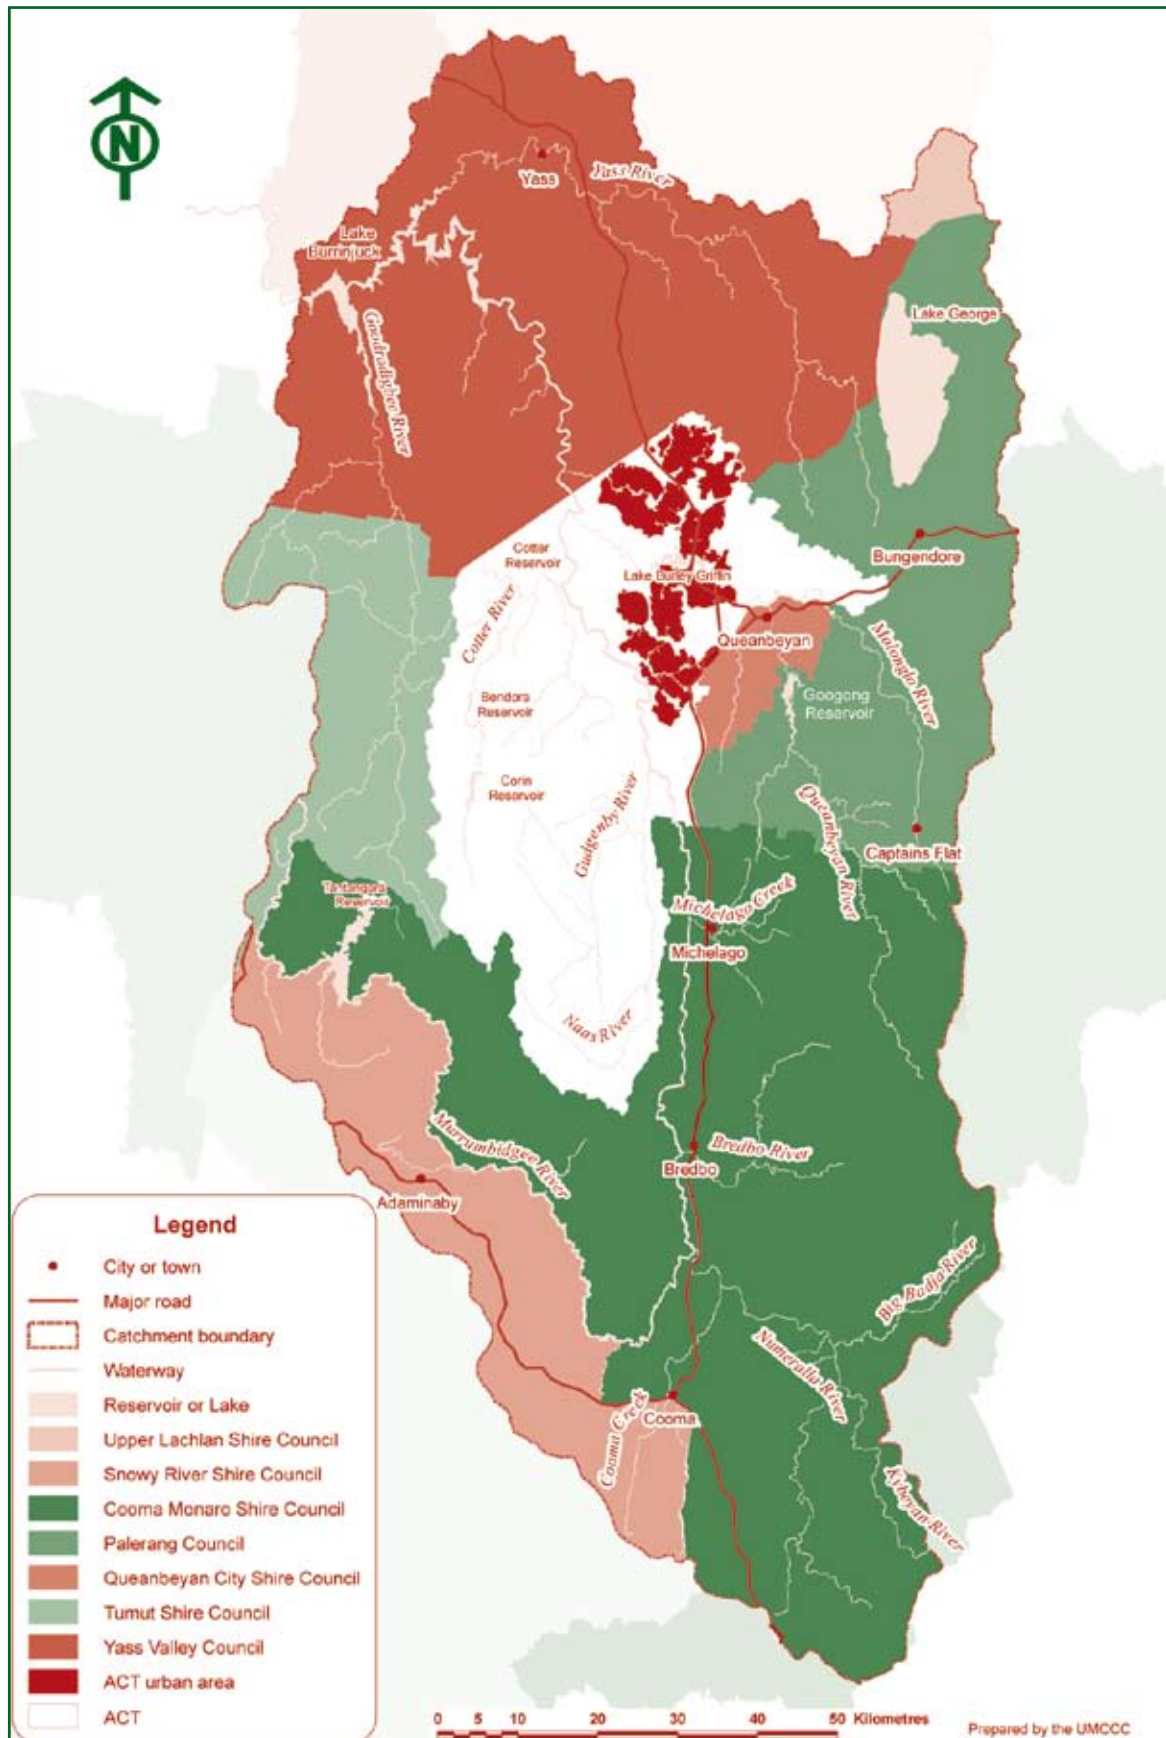 N
Yass
Yass River
Lake
Burrinjuck
Goodradigbee River
Lake George
Bungendore
Cotter
Reservoir
Lake Burley Griffin
Cotter River
Queanbeyan
Molonglo River
Bendora
Reservoir
Googong
Reservoir
Corin
Reservoir
Gudgenby River
Queanbeyan River
Captains Flat
Tantangara
Reservoir
Michelago Creek
Michelago
Naas River
Murrumbidgee River
Bredbo River
Bredbo
Adaminaby
Big Badja River
Numeralla River
Cooma
Cooma Creek
Kybeyan River
Legend
City or town
Major road
Catchment boundary
Waterway
Reservoir or Lake
Upper Lachlan Shire Council
Snowy River Shire Council
Cooma Monaro Shire Council
Palerang Council
Queanbeyan City Shire Council
Tumut Shire Council
Yass Valley Council
ACT urban area
ACT
0 5 10 20 30 40 50 Kilometres
Prepared by the UMCCC